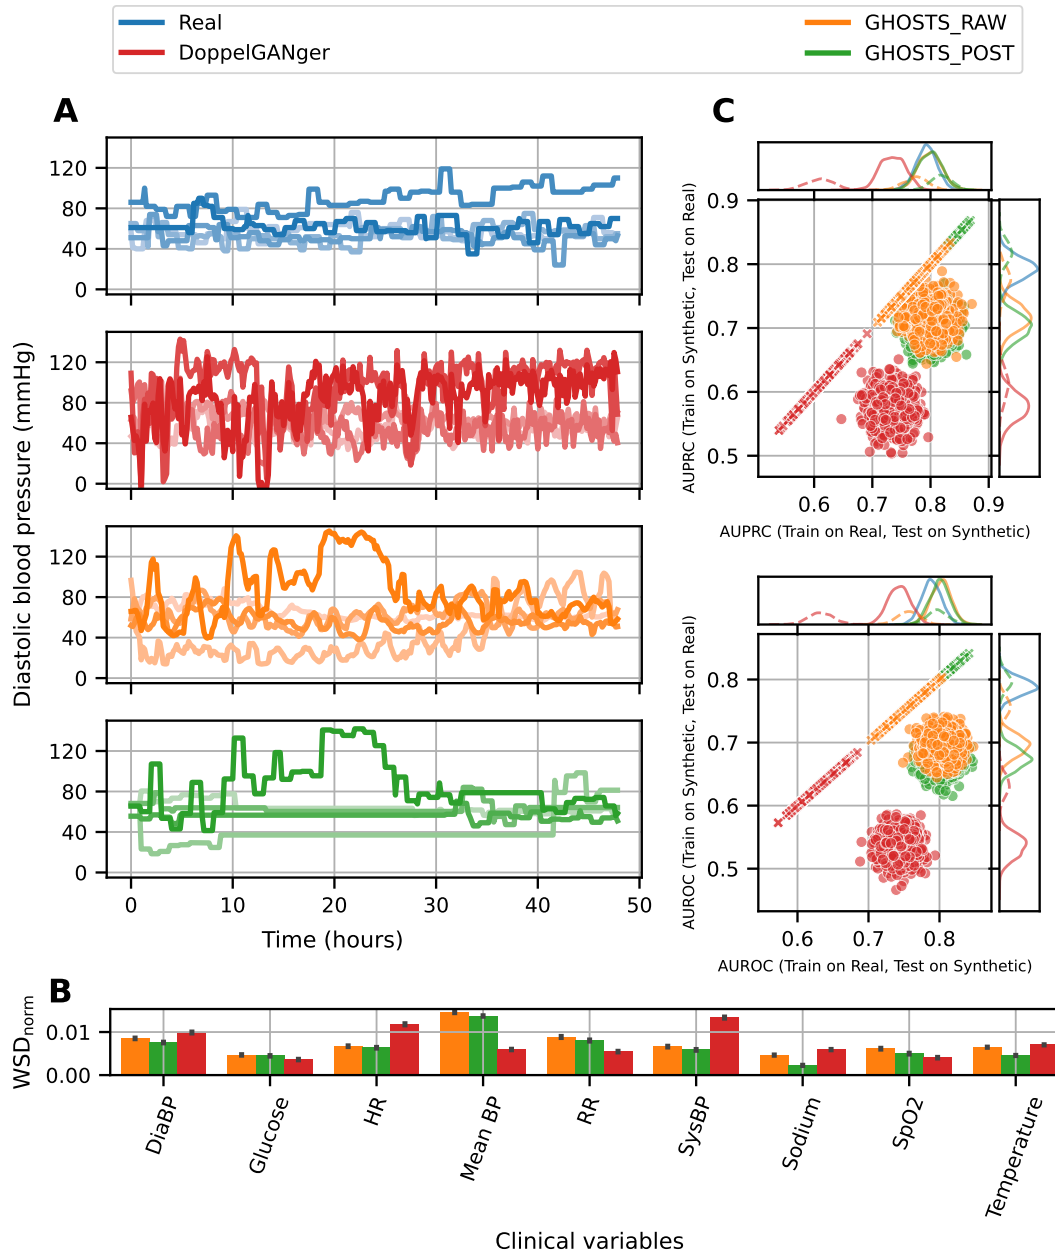 Real
DoppelGANger
GHOSTS_RAW
GHOSTS_POST
A
120
80
40
0
120
80
40
0
120
80
40
0
120
80
40
0
0 10 20 30 40 50
Time (hours)
Diastolic blood pressure (mmHg)
C
0.9
0.8
0.7
0.6
0.5
0.6 0.7 0.8 0.9
AUPRC (Train on Synthetic, Test on Real)
AUPRC (Train on Real, Test on Synthetic)
0.8
0.7
0.6
0.5
0.6 0.7 0.8
AUROC (Train on Synthetic, Test on Real)
AUROC (Train on Real, Test on Synthetic)
B
WSDnorm
0.01
0.00
DiaBP
Glucose
HR
Mean BP
RR
SysBP
Sodium
SpO2
Temperature
Clinical variables